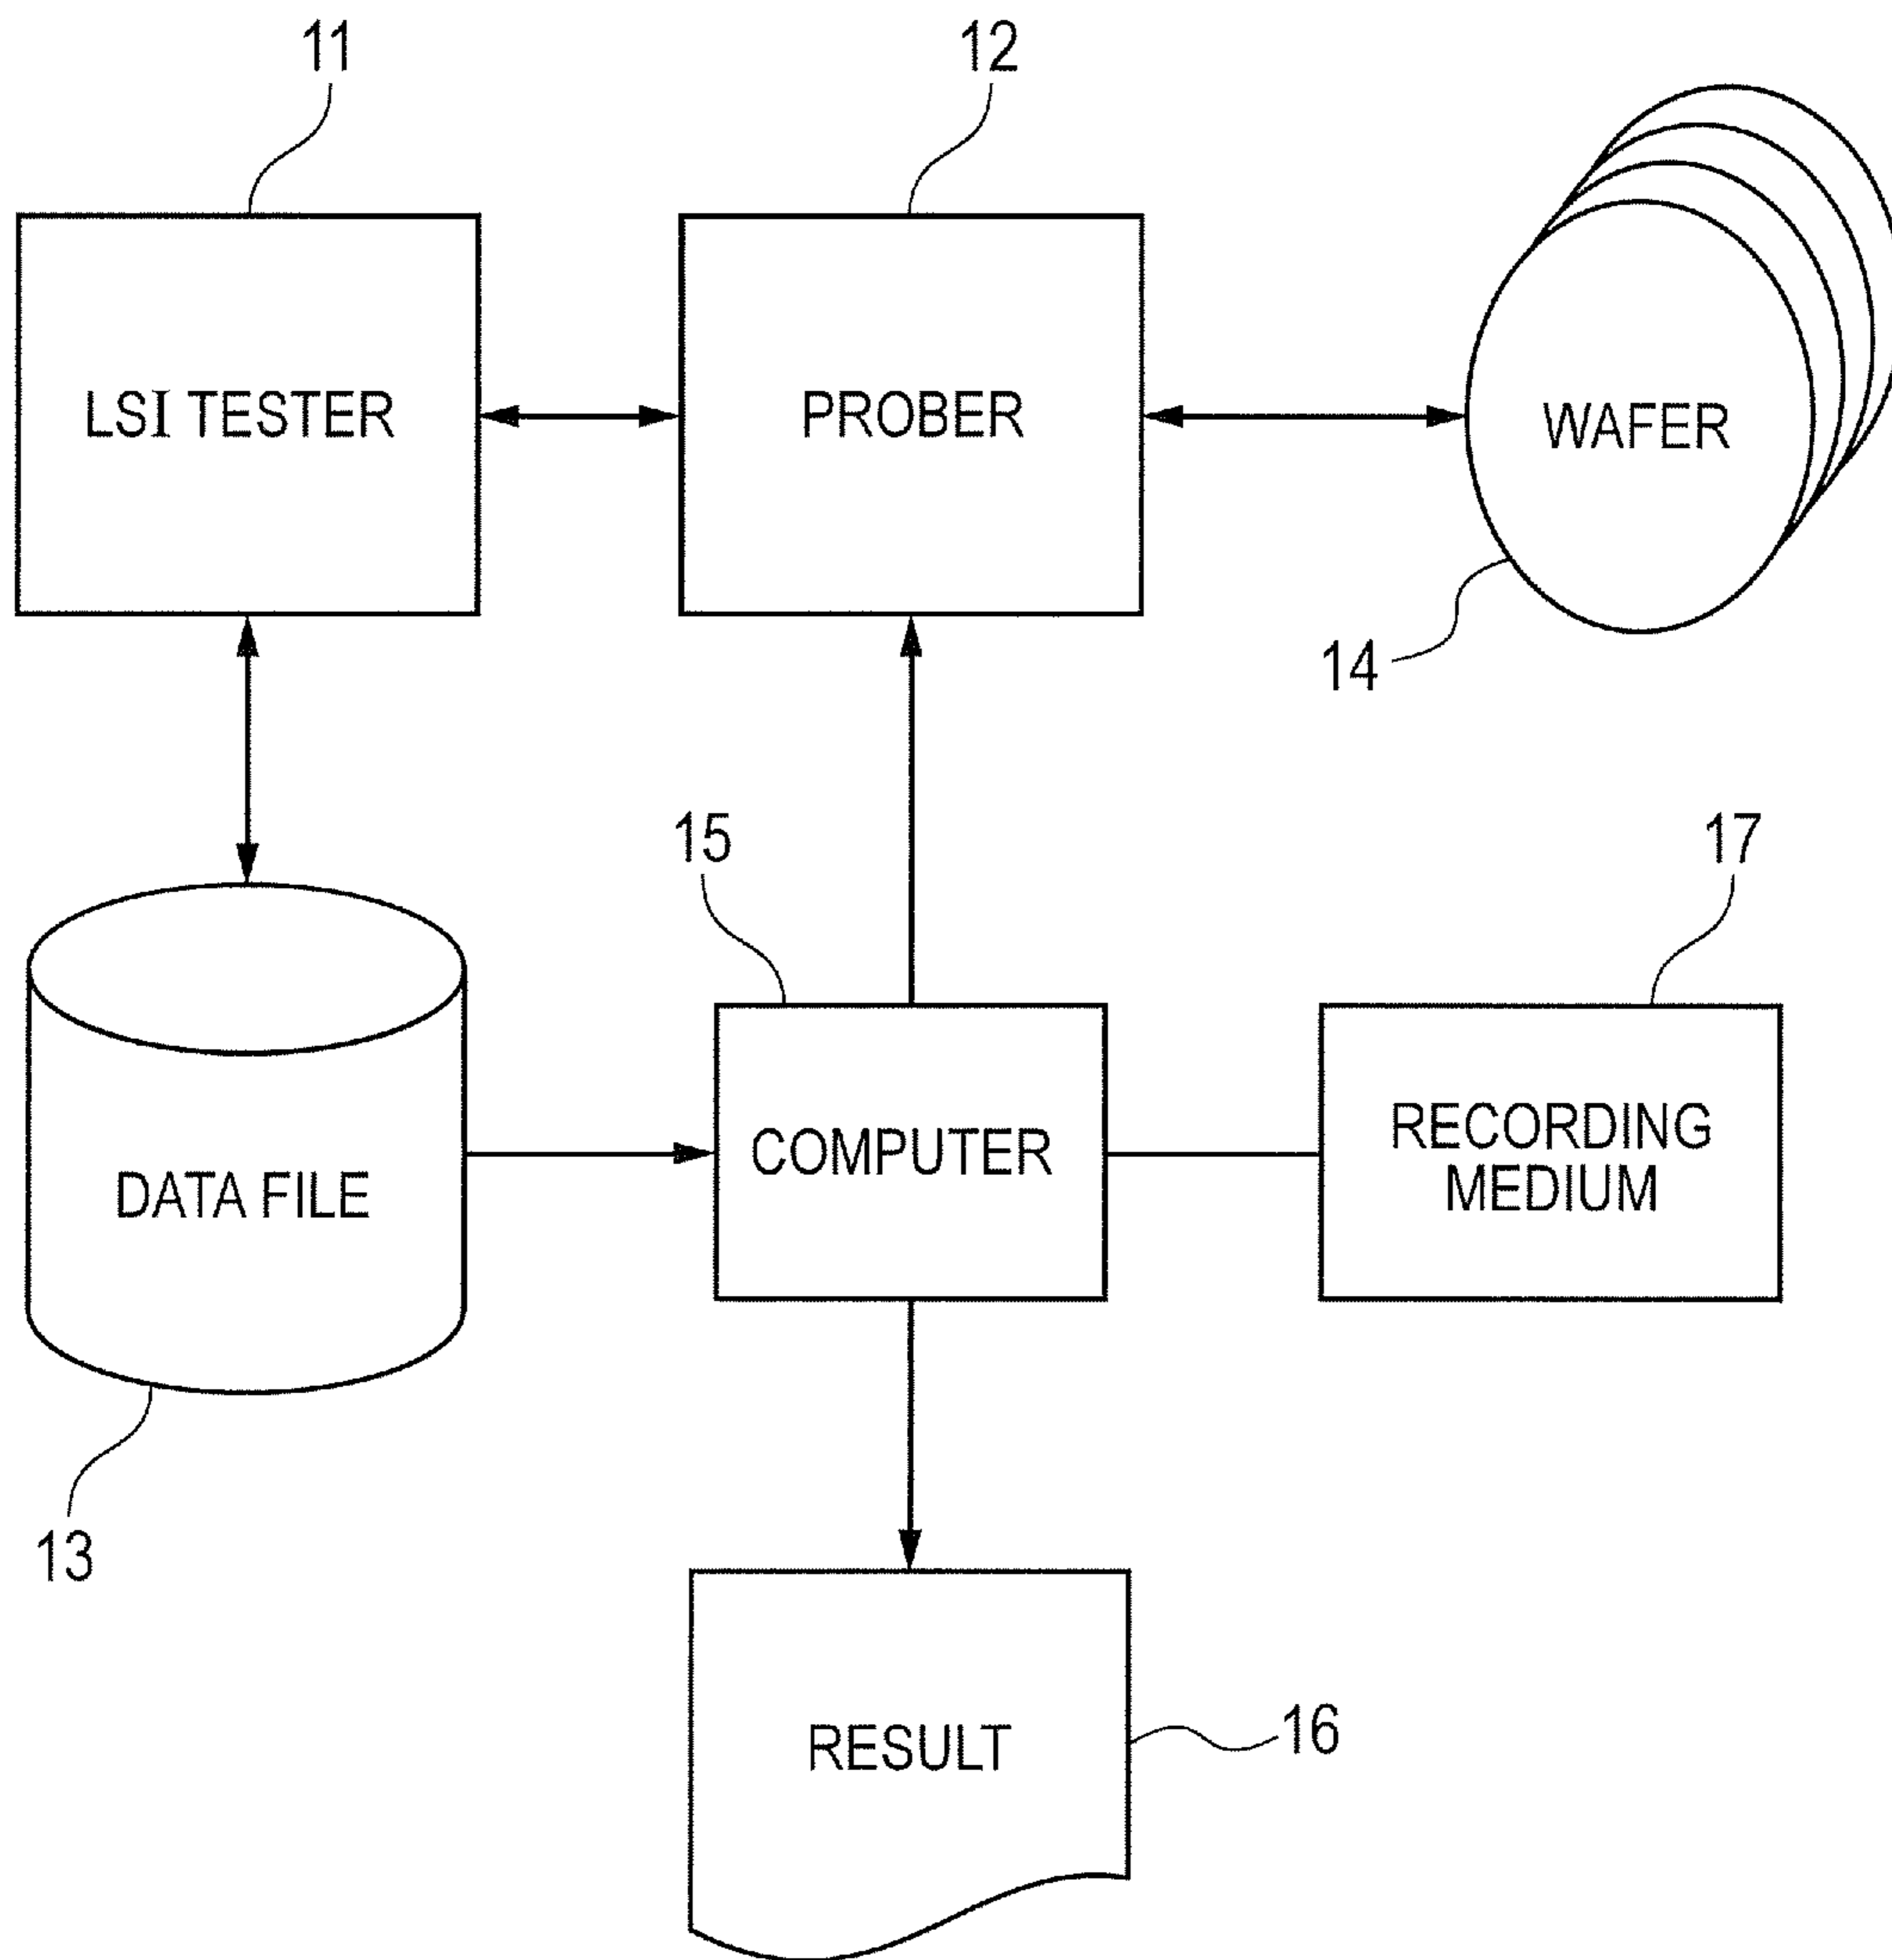 11
12
LSI TESTER
PROBER
WAFER
14
15
17
DATA FILE
COMPUTER
RECORDING
MEDIUM
13
RESULT
16